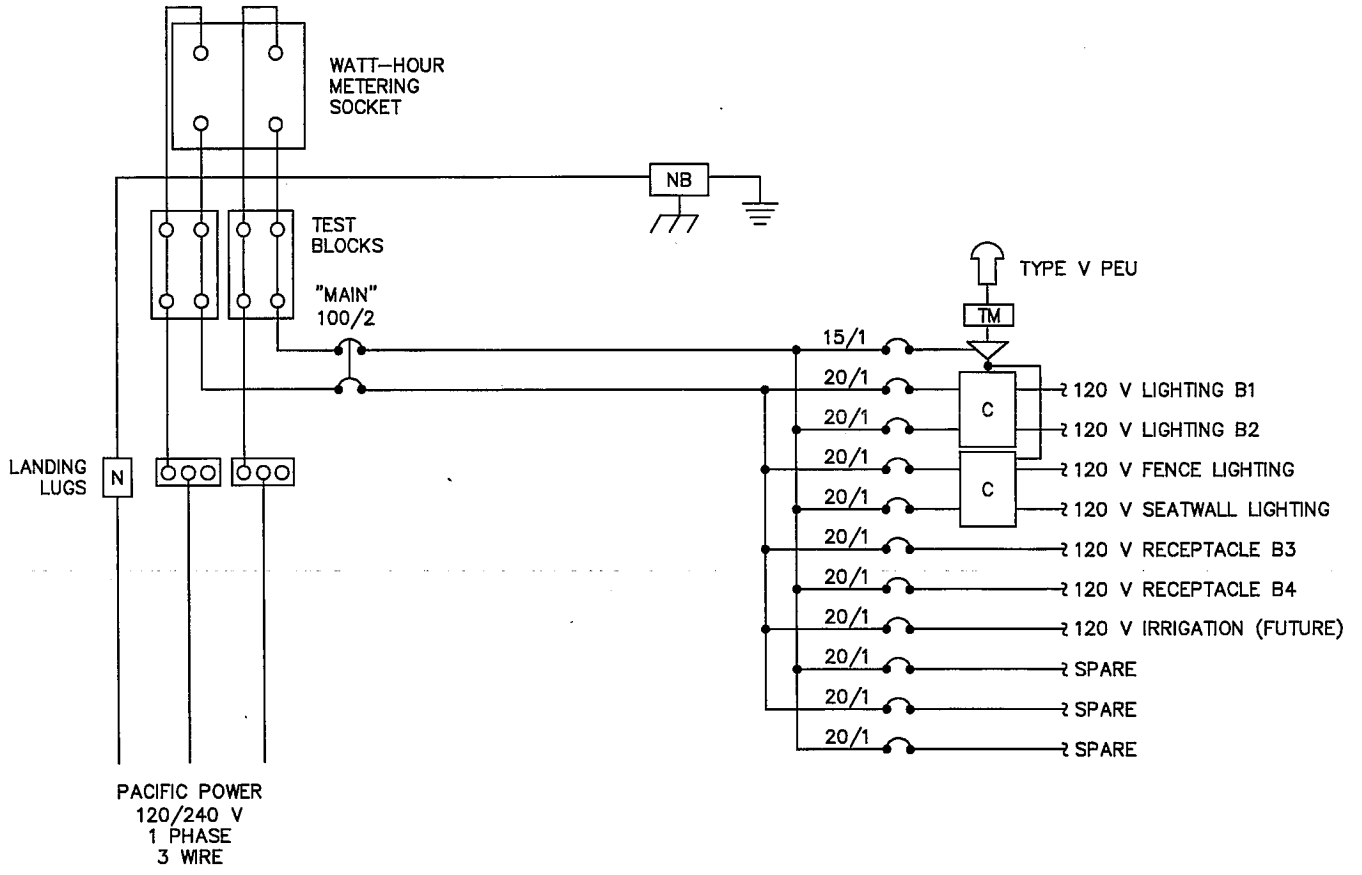 WATT-HOUR
METERING
SOCKET
NB
TEST
BLOCKS
"MAIN"
100/2
TYPE V PEU
TM
15/1
20/1
C
120 V LIGHTING B1
20/1
120 V LIGHTING B2
20/1
120 V FENCE LIGHTING
LANDING
LUGS
N
C
20/1
120 V SEATWALL LIGHTING
20/1
120 V RECEPTACLE B3
20/1
120 V RECEPTACLE B4
20/1
120 V IRRIGATION (FUTURE)
20/1
SPARE
20/1
SPARE
20/1
SPARE
PACIFIC POWER
120/240 V
1 PHASE
3 WIRE